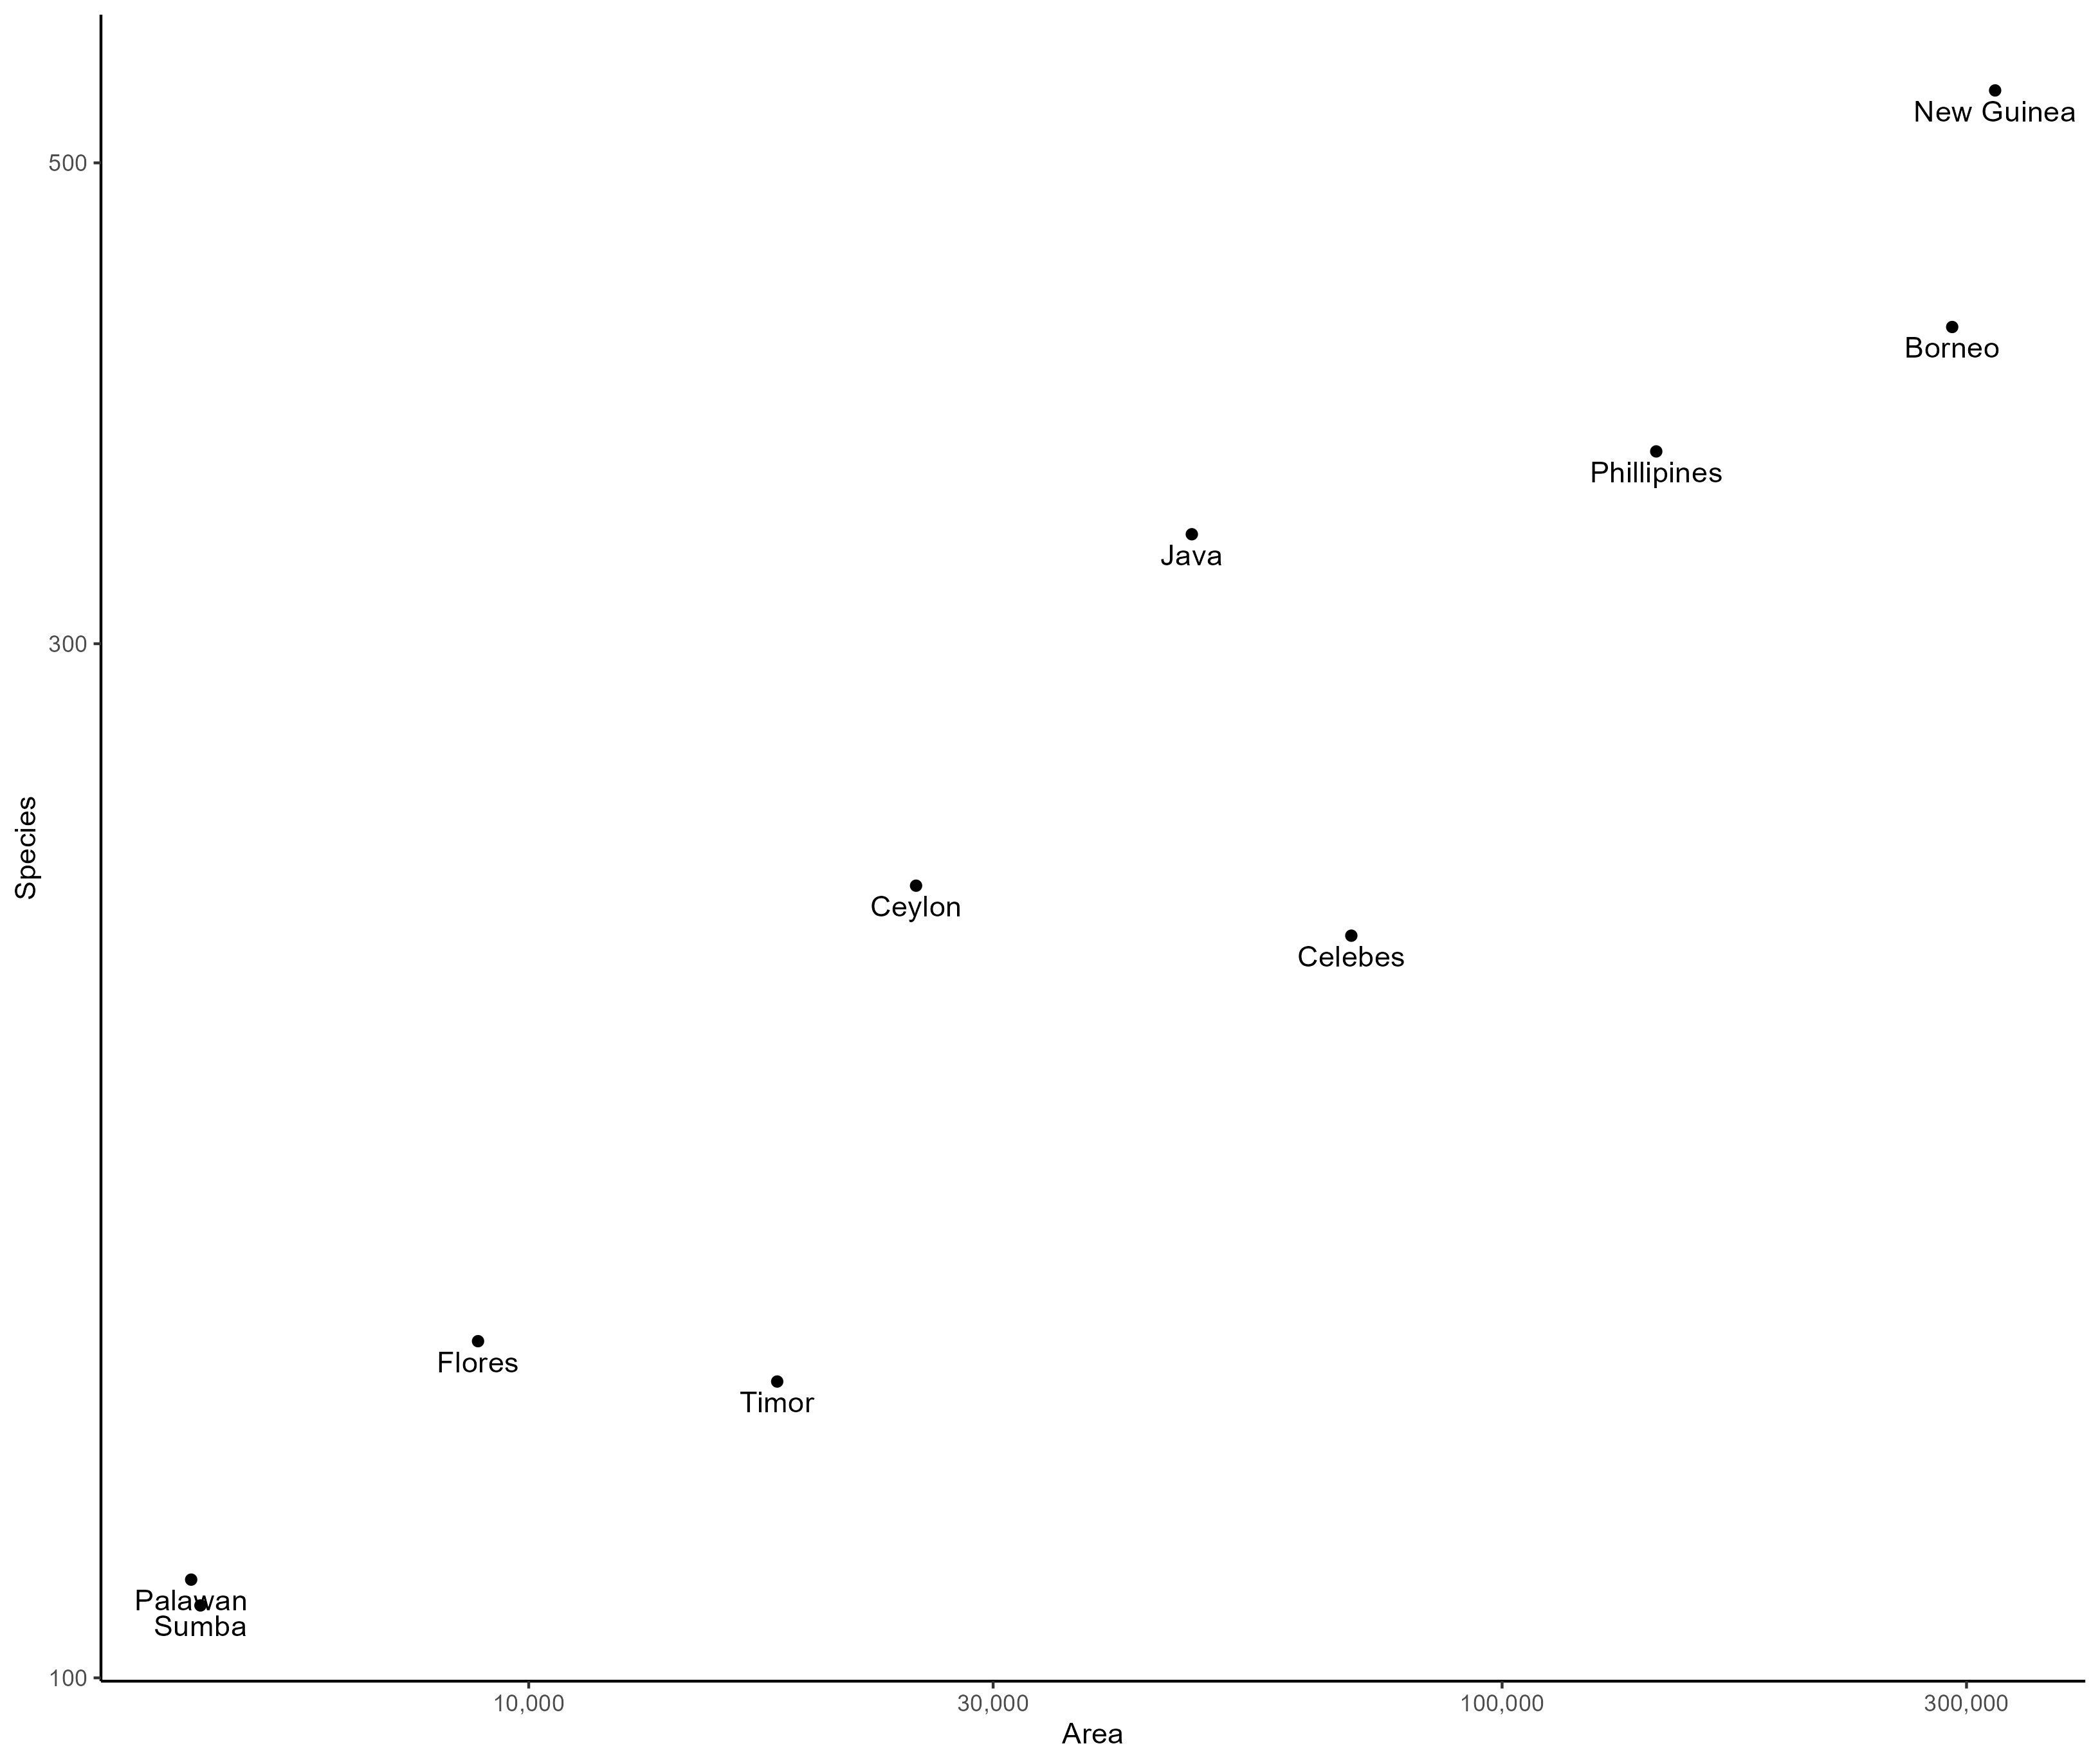 New Guinea
500
Borneo
Phillipines
Java
300
Species
Ceylon
Celebes
Flores
Timor
Palawan
Sumba
100
10,000
30,000
100,000
300,000
Area